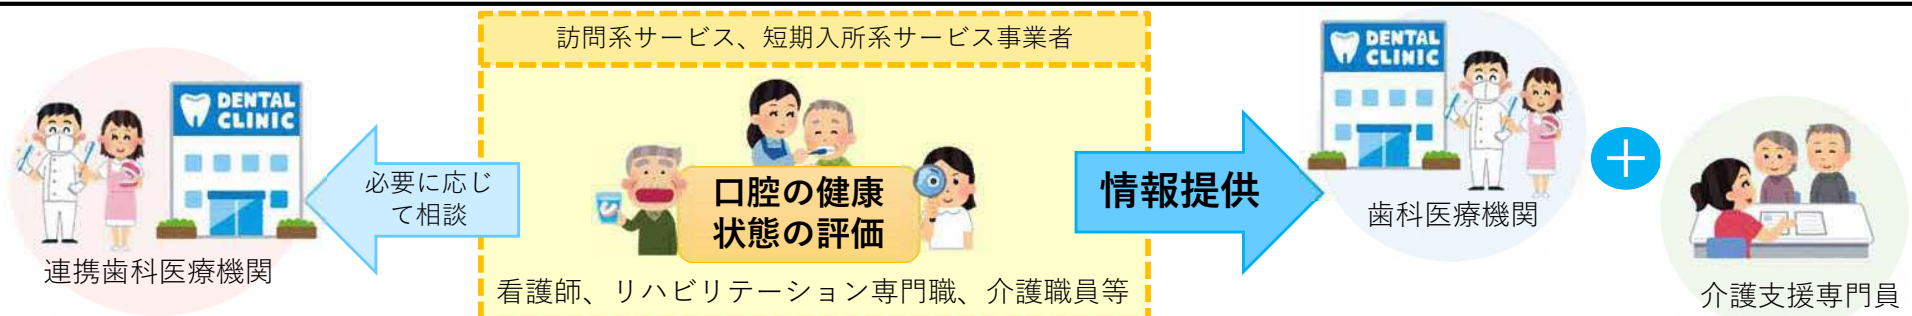 訪問系サービス、短期入所系サービス事業者
DENTAL
CLINIC
必要に応じ
て相談
連携歯科医療機関
口腔の健康
状態の評価
看護師、リハビリテーション専門職、介護職員等
情報提供
DENTAL
CLINIC
歯科医療機関
+
介護支援専門員